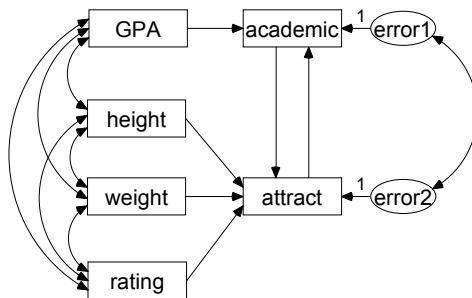 GPA
academic
1
error1
height
weight
attract
1
error2
rating